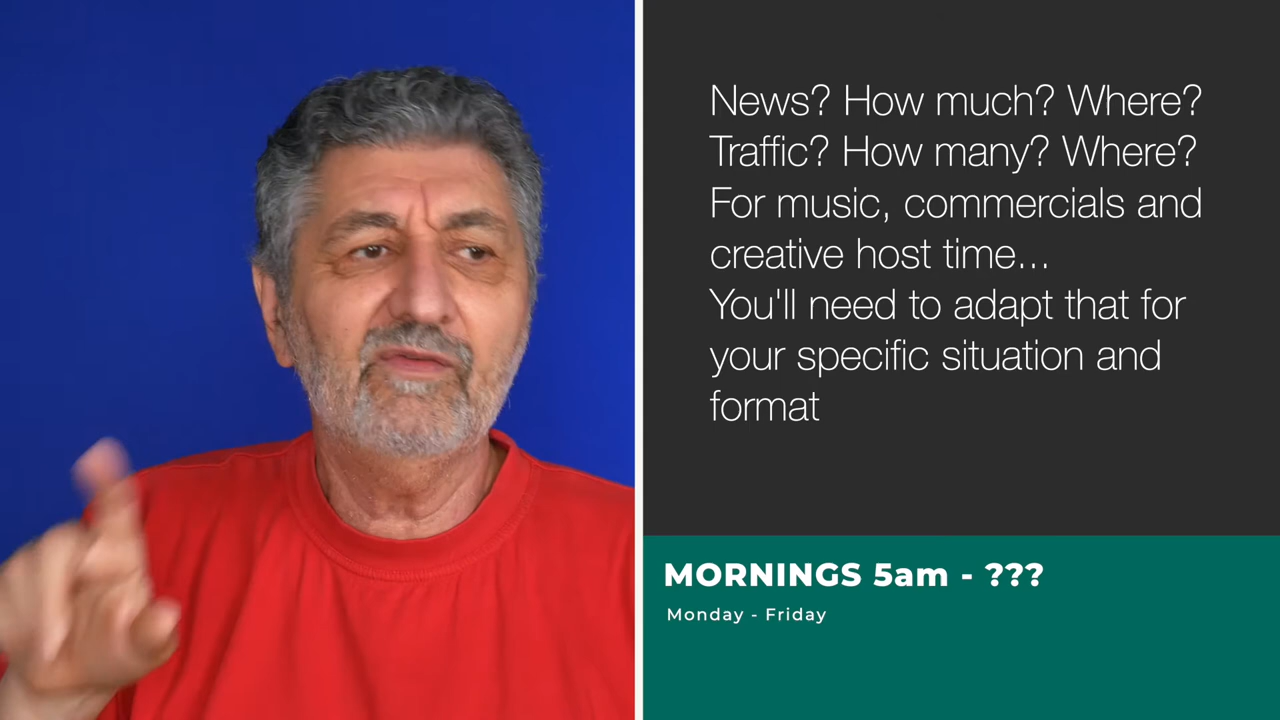 News? How much? Where?
Traffic? How many? Where?
For music, commercials and
creative host time...
You'll need to adapt that for
your specific situation and
format
MORNINGS 5am - ???
Monday - Friday